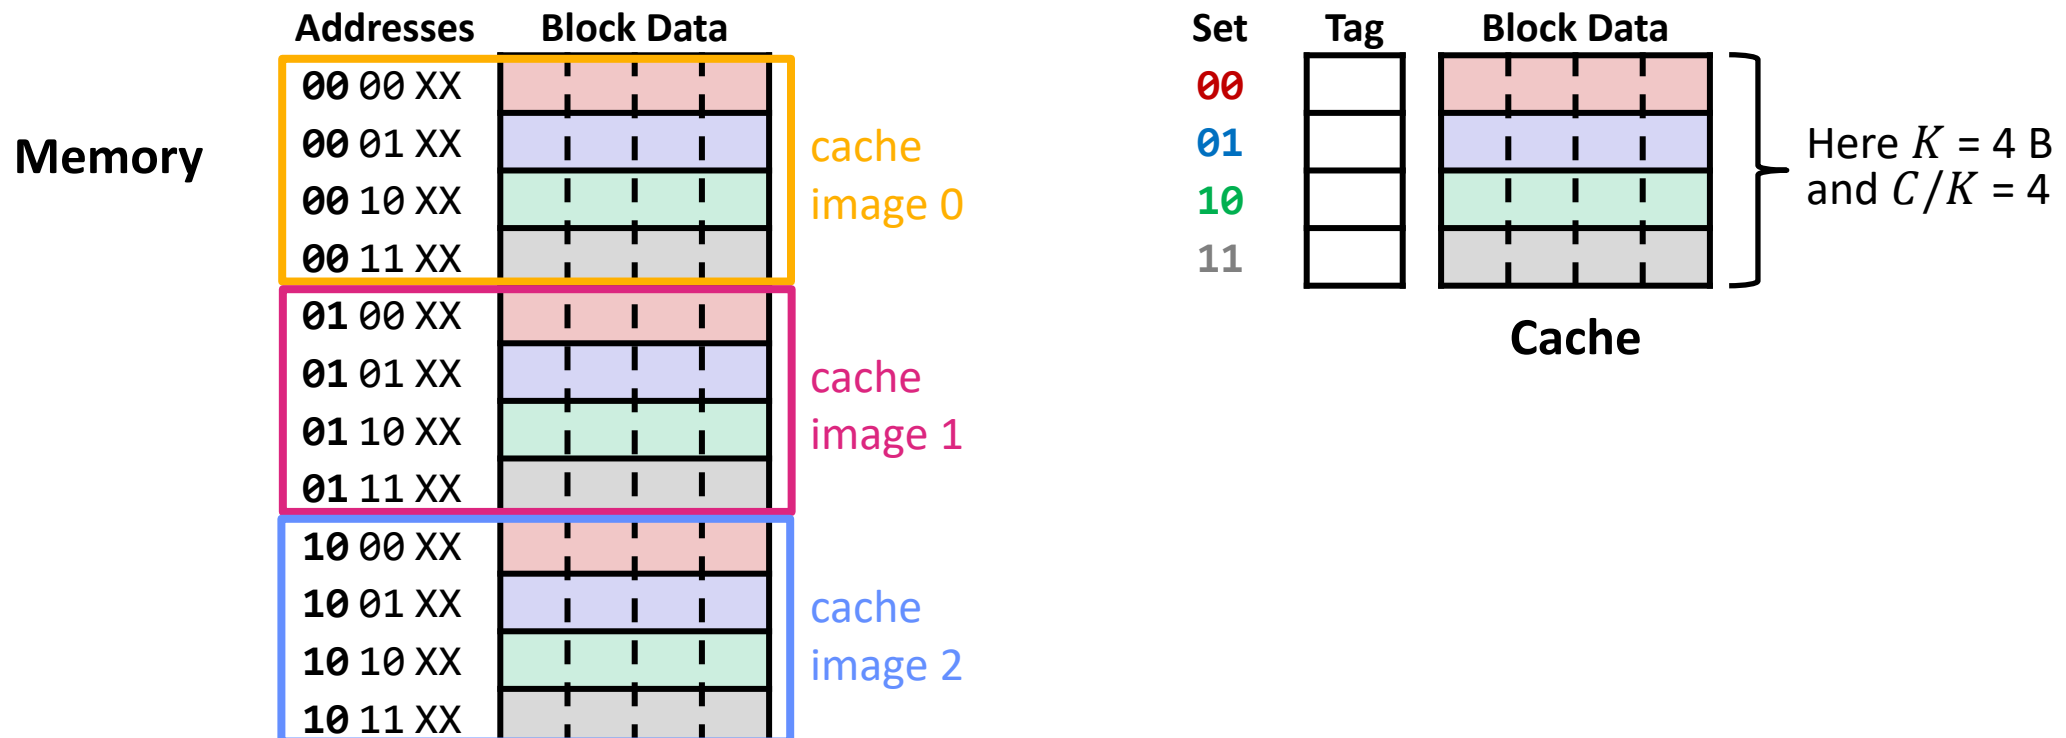 Addresses Block Data
Memory
00 00 XX
00 01 XX
00 10 XX
00 11 XX
cache
image 0
01 00 XX
01 01 XX
01 10 XX
01 11 XX
cache
image 1
10 00 XX
10 01 XX
10 10 XX
10 11 XX
cache
image 2
Set Tag Block Data
00
01
10
11
Here K = 4 B
and C/K = 4
Cache